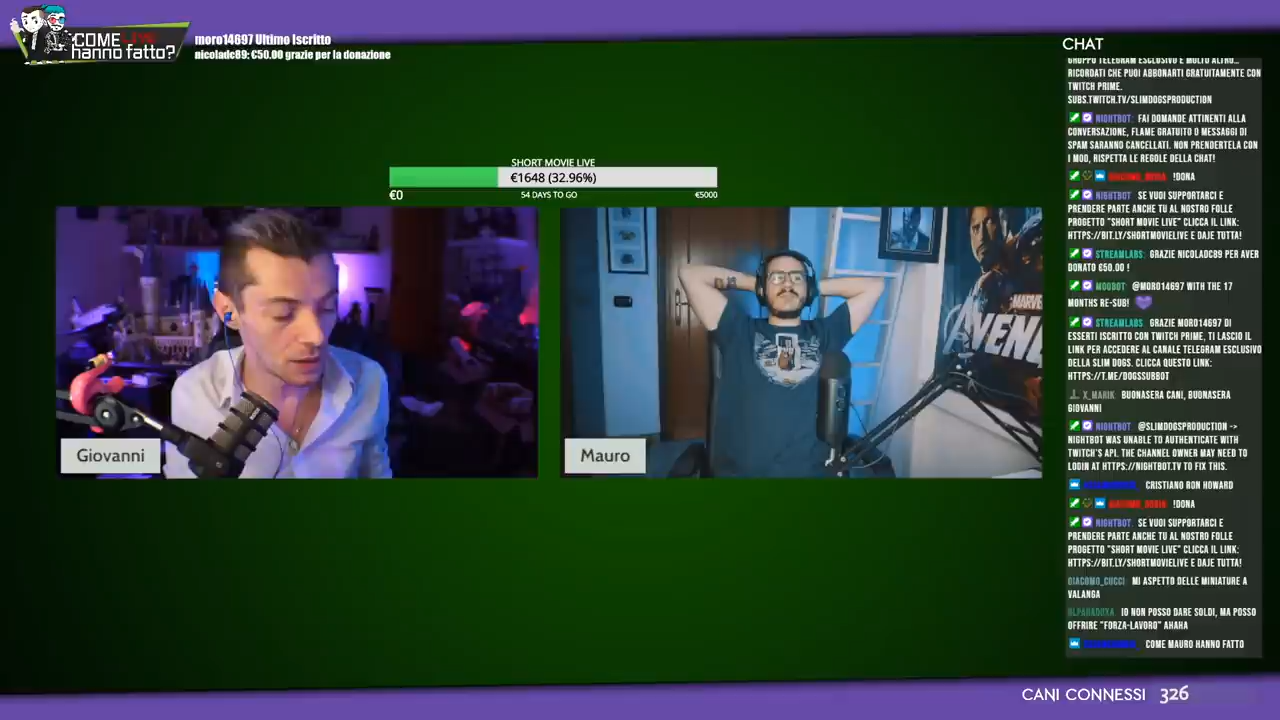 COME LIVE
hanno fatto?
moro14697 Ultimo Iscritto
nicoladc89: €50.00 grazie per la donazione
SHORT MOVIE LIVE
€1648 (32.96%)
€0
54 DAYS TO GO
€5000
Giovanni
Mauro
MARVEL
AVENG
CHAT
GRUPPO TELEGRAM ESCLUSIVO E MOLTO ALTRO...
RICORDATI CHE PUOI ABBONARTI GRATUITAMENTE CON
TWITCH PRIME.
SUBS.TWITCH.TV/SLIMDOGSPRODUCTION
NIGHTBOT: FAI DOMANDE ATTINENTI ALLA
CONVERSAZIONE, FLAME GRATUITO O MESSAGGI DI
SPAM SARANNO CANCELLATI. NON PRENDERTELA CON
I MOD, RISPETTA LE REGOLE DELLA CHAT!
!DONA
NIGHTBOT: SE VUOI SUPPORTARCI E
PRENDERE PARTE ANCHE TU AL NOSTRO FOLLE
PROGETTO "SHORT MOVIE LIVE" CLICCA IL LINK:
HTTPS://BIT.LY/SHORTMOVIELIVE E DAJE TUTTA!
STREAMLABS: GRAZIE NICOLADC89 PER AVER
DONATO €50.00 !
MOOBOT: @MORO14697 WITH THE 17
MONTHS RE-SUB!
STREAMLABS: GRAZIE MORO14697 DI
ESSERTI ISCRITTO CON TWITCH PRIME, TI LASCIO IL
LINK PER ACCEDERE AL CANALE TELEGRAM ESCLUSIVO
DELLA SLIM DOGS. CLICCA QUESTO LINK:
HTTPS://T.ME/DOGSSUBBOT
X_MARIK: BUONASERA CANI, BUONASERA
GIOVANNI
NIGHTBOT: @SLIMDOGSPRODUCTION ->
NIGHTBOT WAS UNABLE TO AUTHENTICATE WITH
TWITCH'S API. THE CHANNEL OWNER MAY NEED TO
LOGIN AT HTTPS://NIGHTBOT.TV TO FIX THIS.
CRISTIANO RON HOWARD
!DONA
NIGHTBOT: SE VUOI SUPPORTARCI E
PRENDERE PARTE ANCHE TU AL NOSTRO FOLLE
PROGETTO "SHORT MOVIE LIVE" CLICCA IL LINK:
HTTPS://BIT.LY/SHORTMOVIELIVE E DAJE TUTTA!
GIACOMO_CUCCI: MI ASPETTO DELLE MINIATURE A
VALANGA
IO NON POSSO DARE SOLDI, MA POSSO
OFFRIRE "FORZA-LAVORO" AHAHA
COME MAURO HANNO FATTO
CANI CONNESSI 326